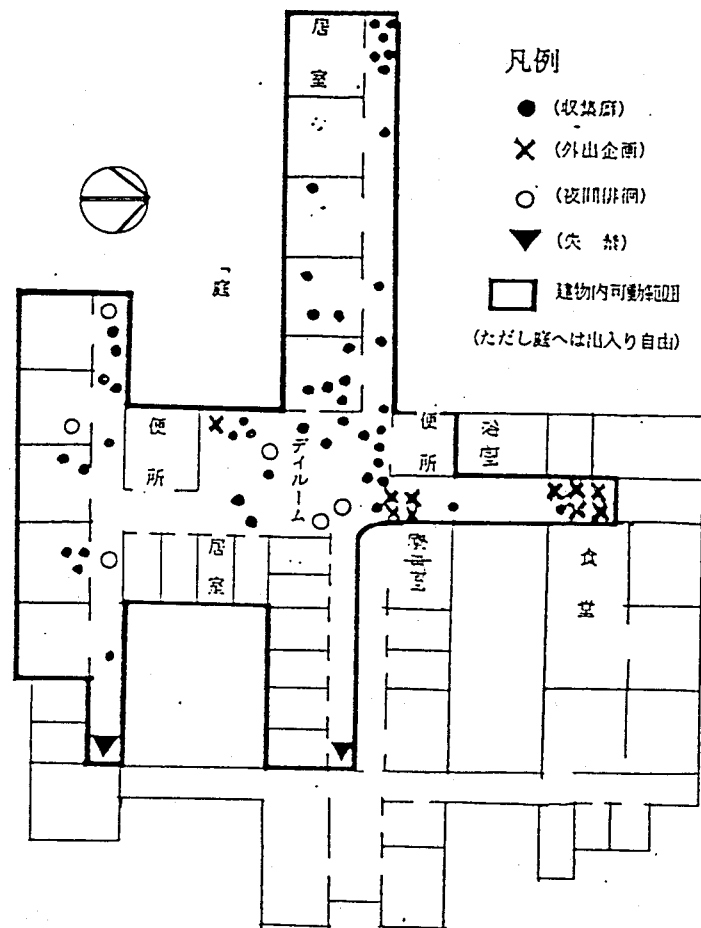 凡例
(収集癖)
(外出企画)
(夜間徘徊)
(失禁)
建物内可動範囲
(ただし庭へは出入り自由)
居室
庭
便所
デイルーム
便所
浴室
居室
食堂